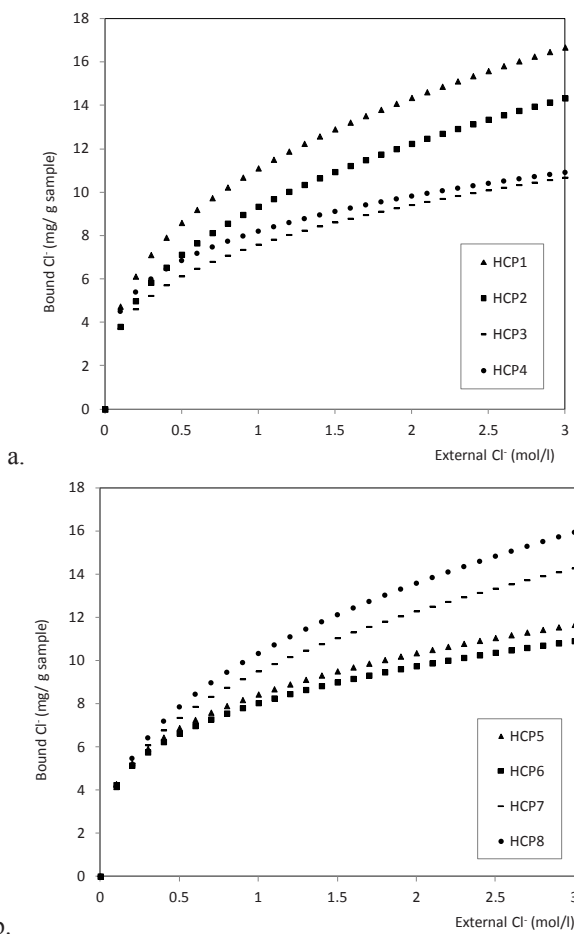 18
16
14
12
10
8
6
4
2
0
Bound Cl⁻ (mg/ g sample)
HCP1
HCP2
HCP3
HCP4
0 0.5 1 1.5 2 2.5 3
External Cl⁻ (mol/l)
a.
18
16
14
12
10
8
6
4
2
0
Bound Cl⁻ (mg/ g sample)
HCP5
HCP6
HCP7
HCP8
0 0.5 1 1.5 2 2.5 3
External Cl⁻ (mol/l)
b.